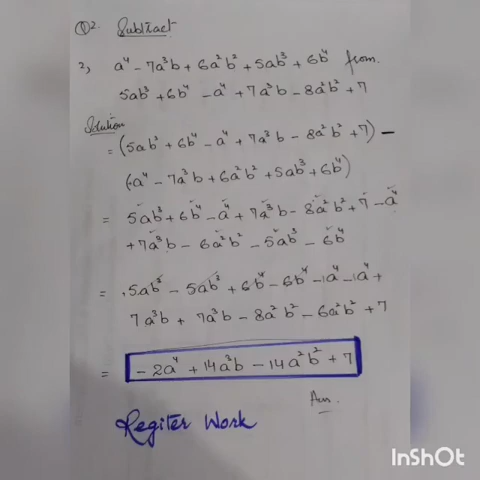 Q2. Subtract
2, a⁴ - 7a³b + 6a²b² + 5ab³ + 6b⁴ from
5ab³ + 6b⁴ - a⁴ + 7a³b - 8a²b² + 7
Solution
= (5ab³ + 6b⁴ - a⁴ + 7a³b - 8a²b² + 7) -
(a⁴ - 7a³b + 6a²b² + 5ab³ + 6b⁴)
= 5ab³ + 6b⁴ - a⁴ + 7a³b - 8a²b² + 7 - a⁴
+ 7a³b - 6a²b² - 5ab³ - 6b⁴
= 5ab³ - 5ab³ + 6b⁴ - 6b⁴ - 1a⁴ - 1a⁴ +
7a³b + 7a³b - 8a²b² - 6a²b² + 7
= - 2a⁴ + 14a³b - 14a²b² + 7
Ans.
Regiter Work
InShOt